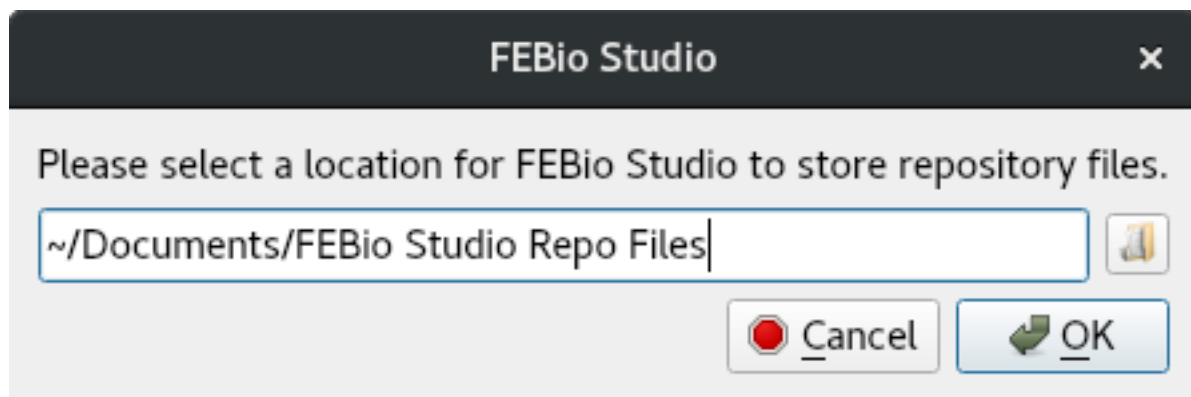 FEBio Studio
Please select a location for FEBio Studio to store repository files.
~/Documents/FEBio Studio Repo Files
Cancel OK